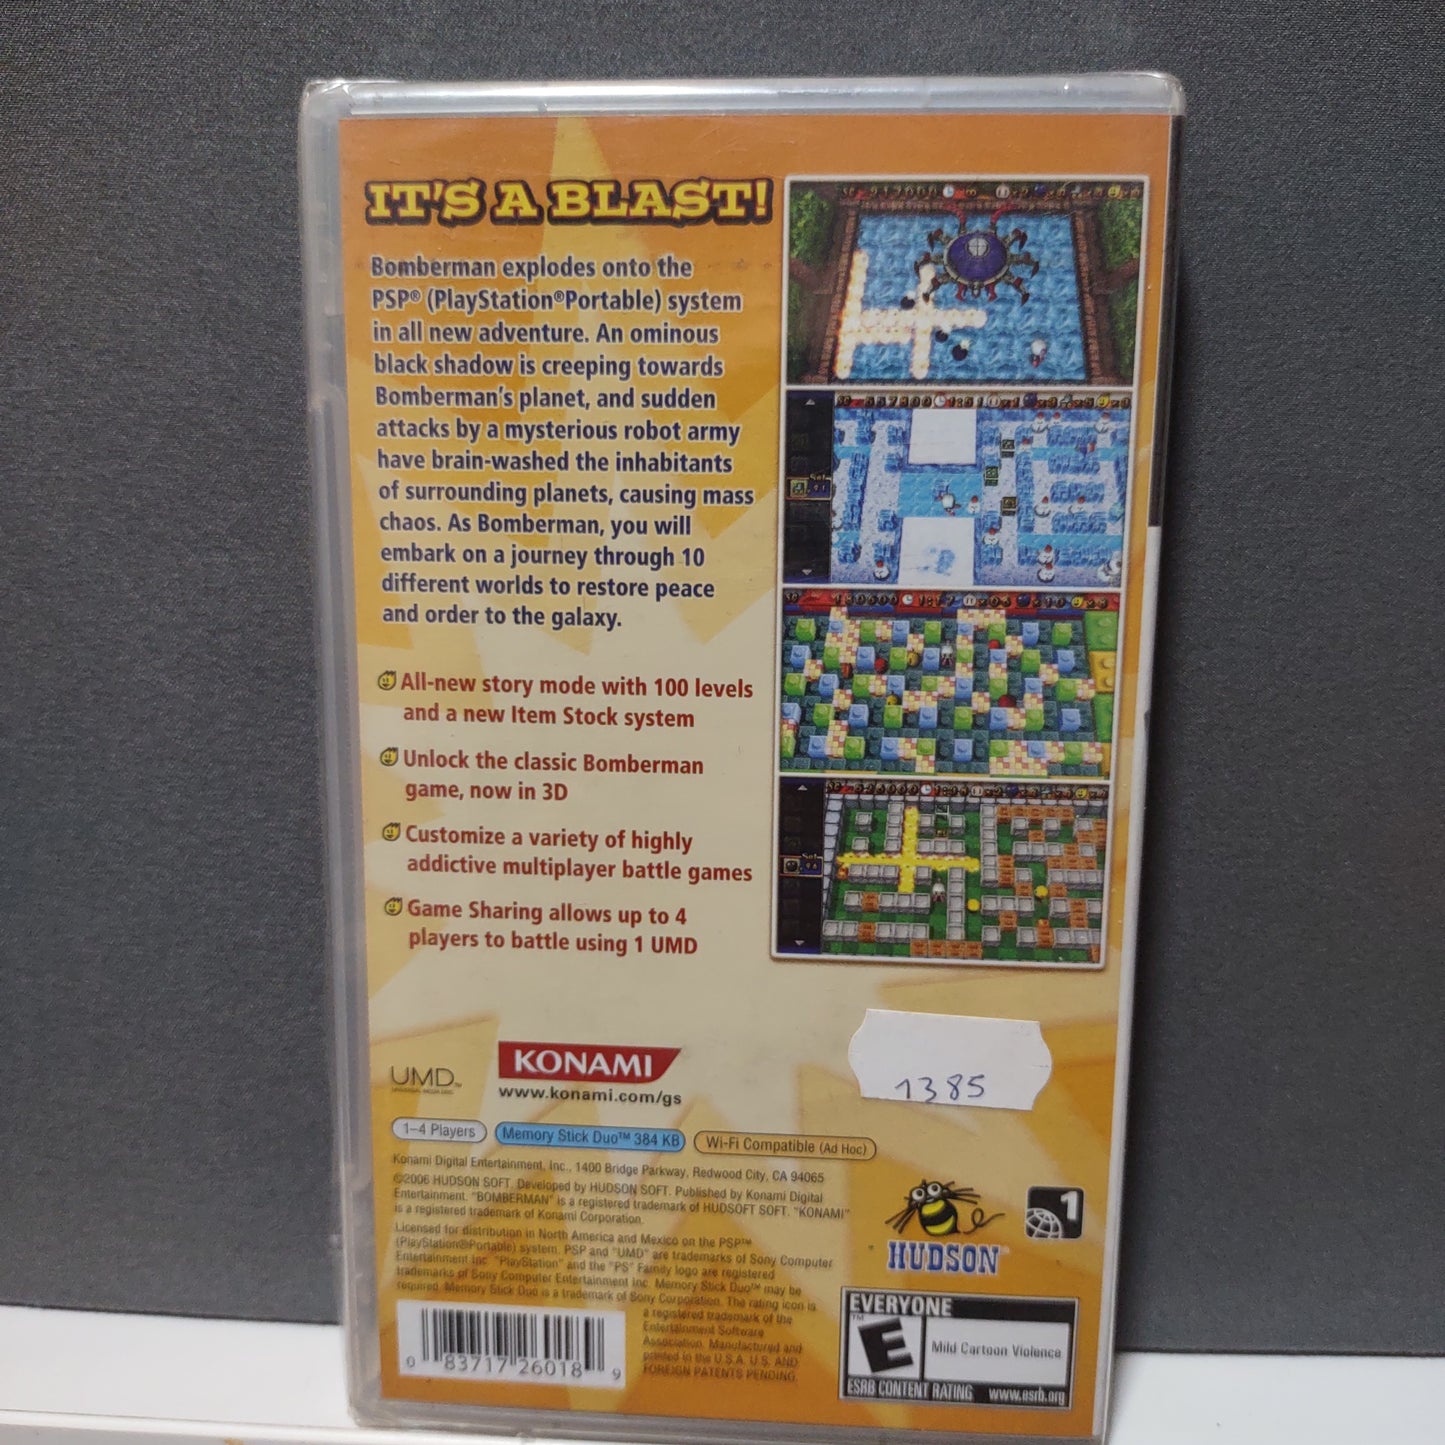 IT'S A BLAST!
Bomberman explodes onto the
PSP® (PlayStation®Portable) system
in all new adventure. An ominous
black shadow is creeping towards
Bomberman's planet, and sudden
attacks by a mysterious robot army
have brain-washed the inhabitants
of surrounding planets, causing mass
chaos. As Bomberman, you will
embark on a journey through 10
different worlds to restore peace
and order to the galaxy.
All-new story mode with 100 levels
and a new Item Stock system
Unlock the classic Bomberman
game, now in 3D
Customize a variety of highly
addictive multiplayer battle games
Game Sharing allows up to 4
players to battle using 1 UMD
UMD™
UNIVERSAL MEDIA DISC
KONAMI
www.konami.com/gs
1385
1-4 Players
Memory Stick Duo™ 384 KB
Wi-Fi Compatible (Ad Hoc)
Konami Digital Entertainment, Inc., 1400 Bridge Parkway, Redwood City, CA 94065
©2006 HUDSON SOFT. Developed by HUDSON SOFT. Published by Konami Digital
Entertainment. "BOMBERMAN" is a registered trademark of HUDSOFT SOFT. "KONAMI"
is a registered trademark of Konami Corporation.
Licensed for distribution in North America and Mexico on the PSP™
(PlayStation®Portable) system. PSP and "UMD" are trademarks of Sony Computer
Entertainment Inc. "PlayStation" and the "PS" Family logo are registered
trademarks of Sony Computer Entertainment Inc. Memory Stick Duo™ may be
required. Memory Stick Duo is a trademark of Sony Corporation. The rating icon is
a registered trademark of the
Entertainment Software
Association. Manufactured and
printed in the U.S.A. U.S. AND
FOREIGN PATENTS PENDING.
HUDSON
1
0 83717 26018 9
EVERYONE
E
Mild Cartoon Violence
ESRB CONTENT RATING www.esrb.org